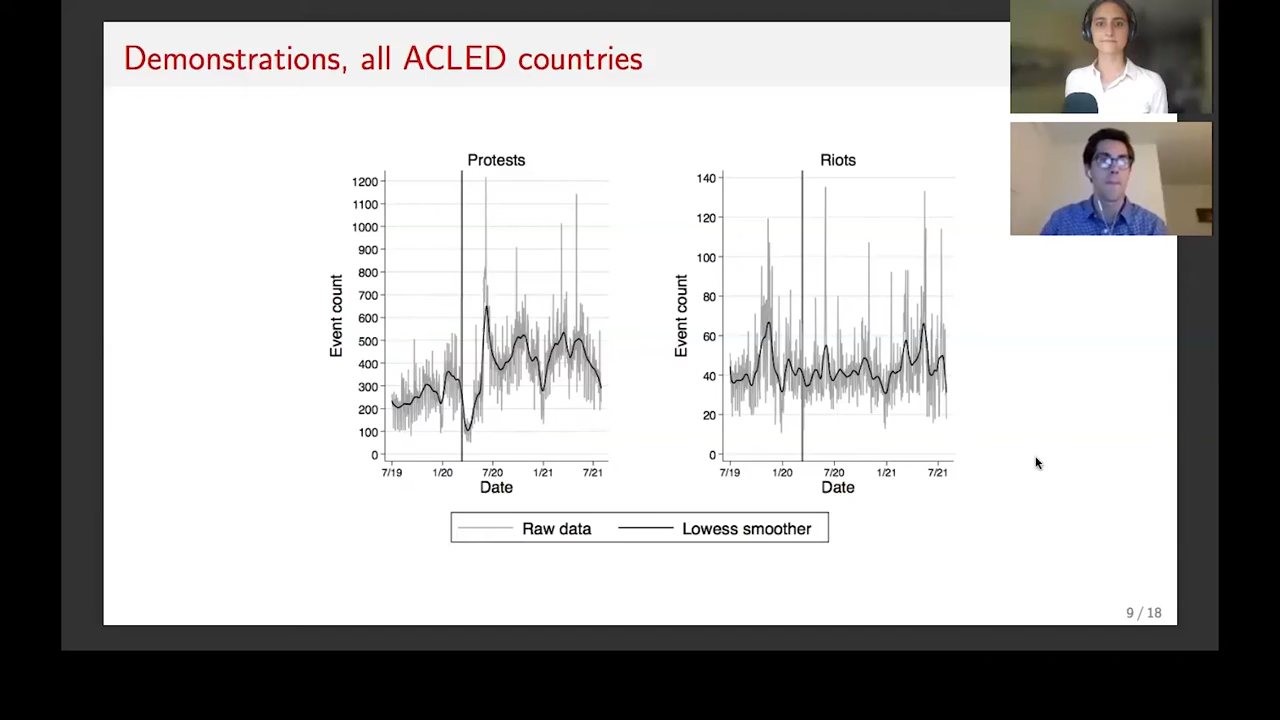 Demonstrations, all ACLED countries
Protests
Event count
1200
1100
1000
900
800
700
600
500
400
300
200
100
0
7/19 1/20 7/20 1/21 7/21
Date
Riots
Event count
140
120
100
80
60
40
20
0
7/19 1/20 7/20 1/21 7/21
Date
Raw data Lowess smoother
9 / 18